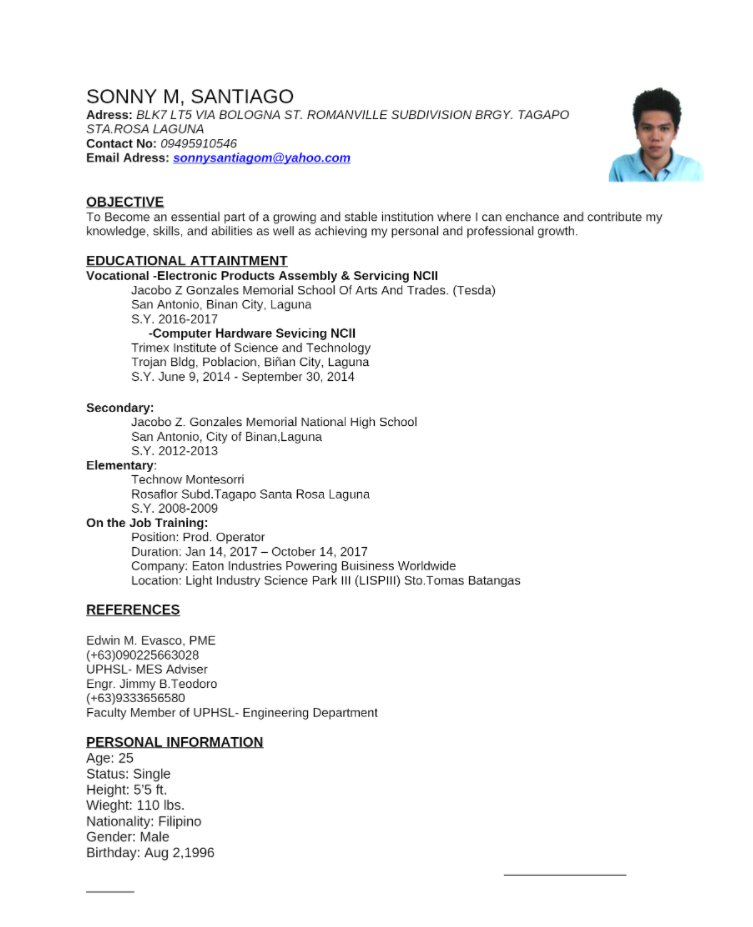 SONNY M, SANTIAGO
Adress: BLK7 LT5 VIA BOLOGNA ST. ROMANVILLE SUBDIVISION BRGY. TAGAPO
STA.ROSA LAGUNA
Contact No: 09495910546
Email Adress: sonnysantiagom@yahoo.com
OBJECTIVE
To Become an essential part of a growing and stable institution where I can enchance and contribute my
knowledge, skills, and abilities as well as achieving my personal and professional growth.
EDUCATIONAL ATTAINTMENT
Vocational -Electronic Products Assembly & Servicing NCII
Jacobo Z Gonzales Memorial School Of Arts And Trades. (Tesda)
San Antonio, Binan City, Laguna
S.Y. 2016-2017
-Computer Hardware Sevicing NCII
Trimex Institute of Science and Technology
Trojan Bldg, Poblacion, Biñan City, Laguna
S.Y. June 9, 2014 - September 30, 2014
Secondary:
Jacobo Z. Gonzales Memorial National High School
San Antonio, City of Binan,Laguna
S.Y. 2012-2013
Elementary:
Technow Montesorri
Rosaflor Subd.Tagapo Santa Rosa Laguna
S.Y. 2008-2009
On the Job Training:
Position: Prod. Operator
Duration: Jan 14, 2017 – October 14, 2017
Company: Eaton Industries Powering Buisiness Worldwide
Location: Light Industry Science Park III (LISPIII) Sto.Tomas Batangas
REFERENCES
Edwin M. Evasco, PME
(+63)090225663028
UPHSL- MES Adviser
Engr. Jimmy B.Teodoro
(+63)9333656580
Faculty Member of UPHSL- Engineering Department
PERSONAL INFORMATION
Age: 25
Status: Single
Height: 5'5 ft.
Wieght: 110 lbs.
Nationality: Filipino
Gender: Male
Birthday: Aug 2,1996